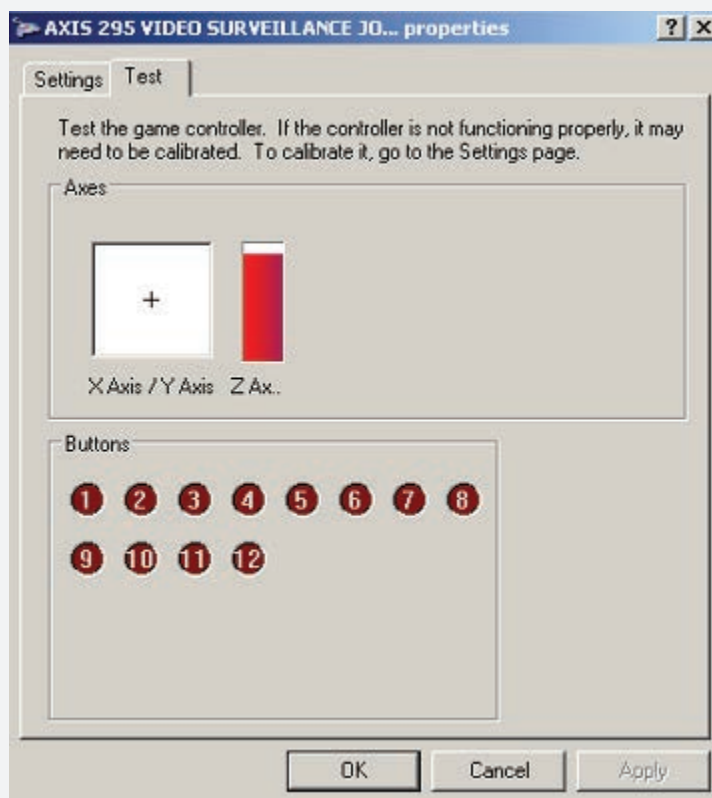 AXIS 295 VIDEO SURVEILLANCE JO... properties
Settings Test
Test the game controller. If the controller is not functioning properly, it may
need to be calibrated. To calibrate it, go to the Settings page.
Axes
X Axis / Y Axis Z Ax..
Buttons
1 2 3 4 5 6 7 8
9 10 11 12
OK Cancel Apply